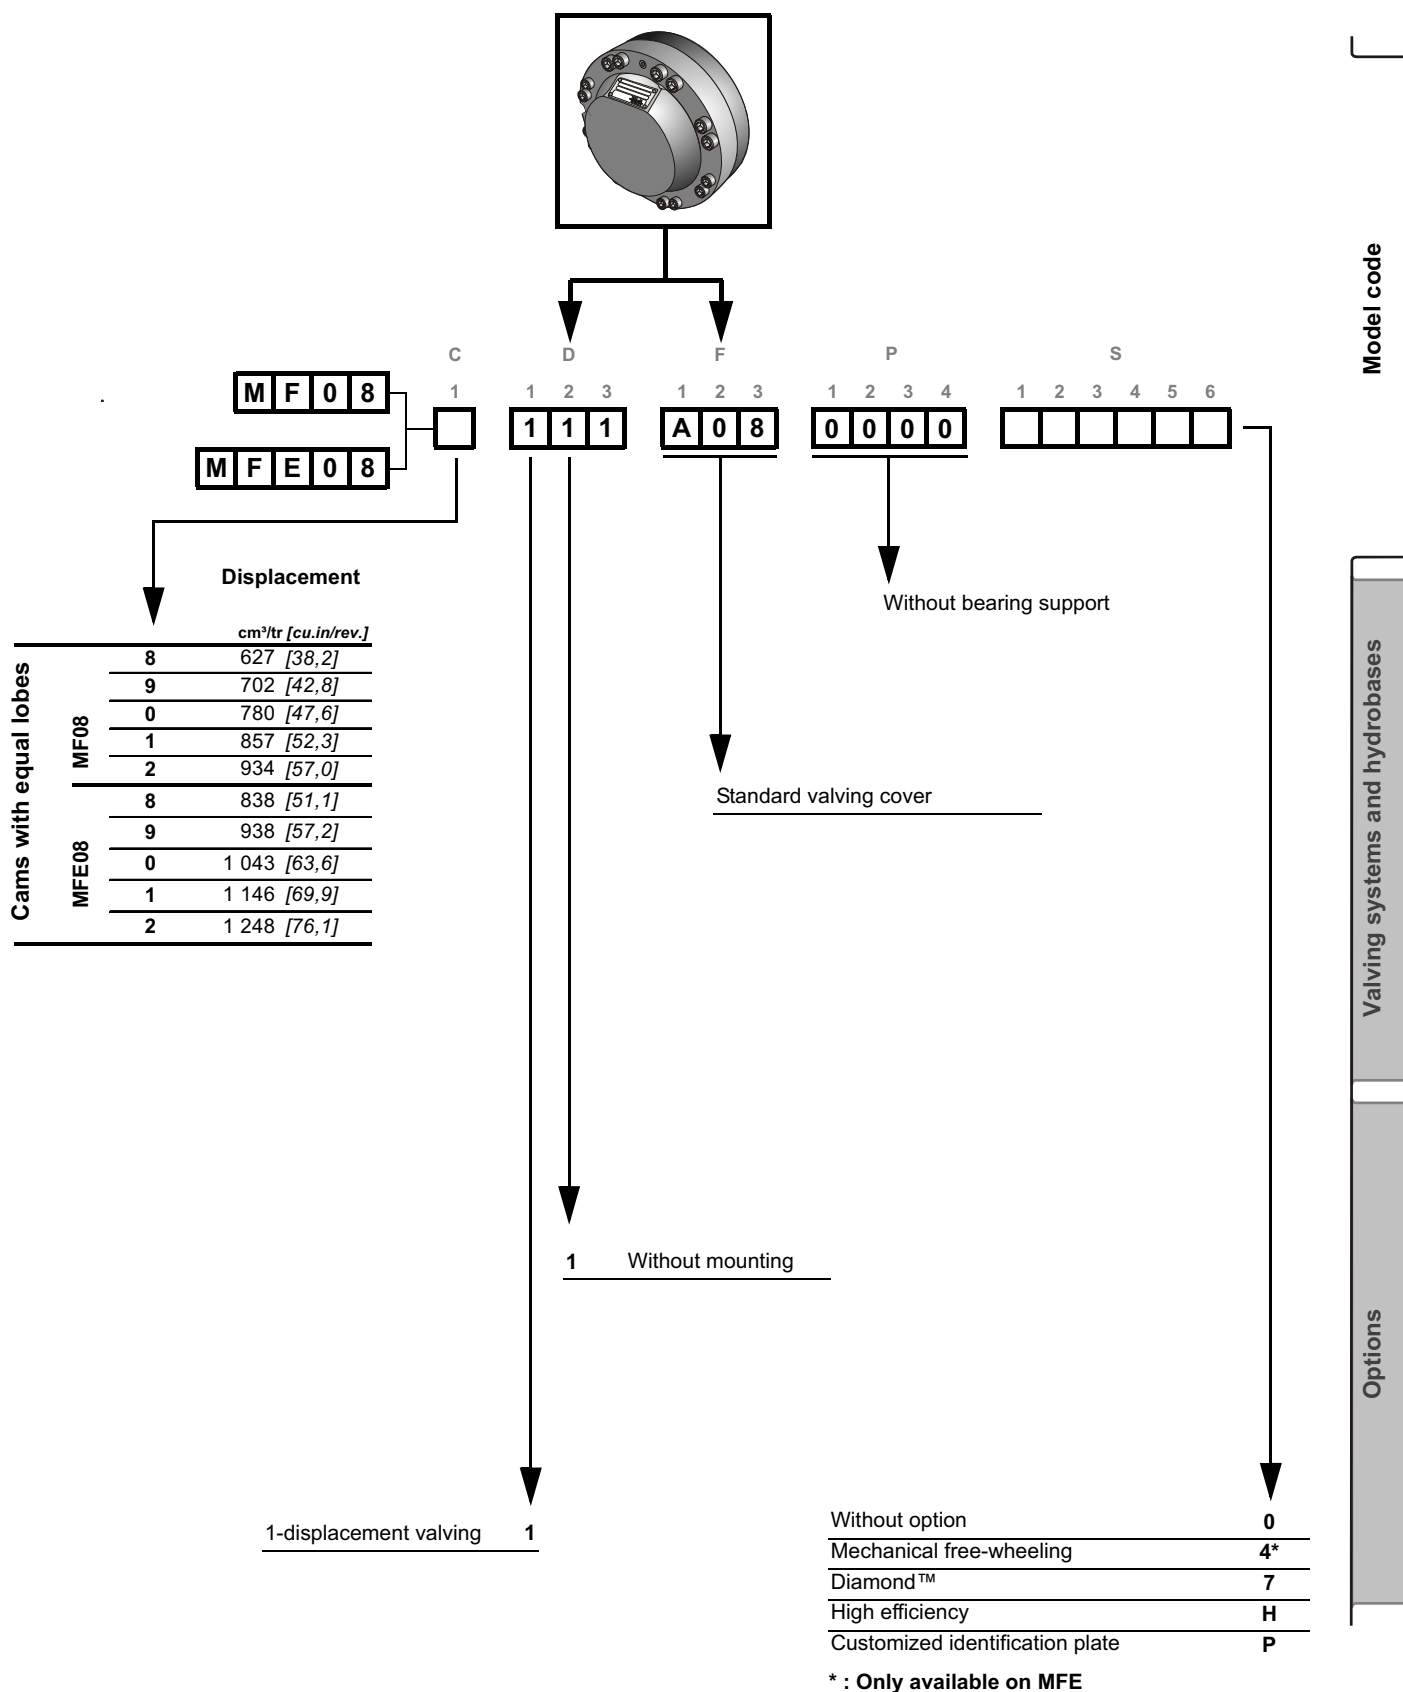 Model code
C D F P S
1 1 2 3 1 2 3 1 2 3 4 1 2 3 4 5 6
M F 0 8
1 1 1 A 0 8 0 0 0 0
M F E 0 8
Displacement
cm³/tr [cu.in/rev.]
Cams with equal lobes
MF08
8 627 [38,2]
9 702 [42,8]
0 780 [47,6]
1 857 [52,3]
2 934 [57,0]
MFE08
8 838 [51,1]
9 938 [57,2]
0 1 043 [63,6]
1 1 146 [69,9]
2 1 248 [76,1]
Without bearing support
Standard valving cover
Valving systems and hydrobases
1 Without mounting
Options
1-displacement valving 1
Without option 0
Mechanical free-wheeling 4*
Diamond™ 7
High efficiency H
Customized identification plate P
* : Only available on MFE